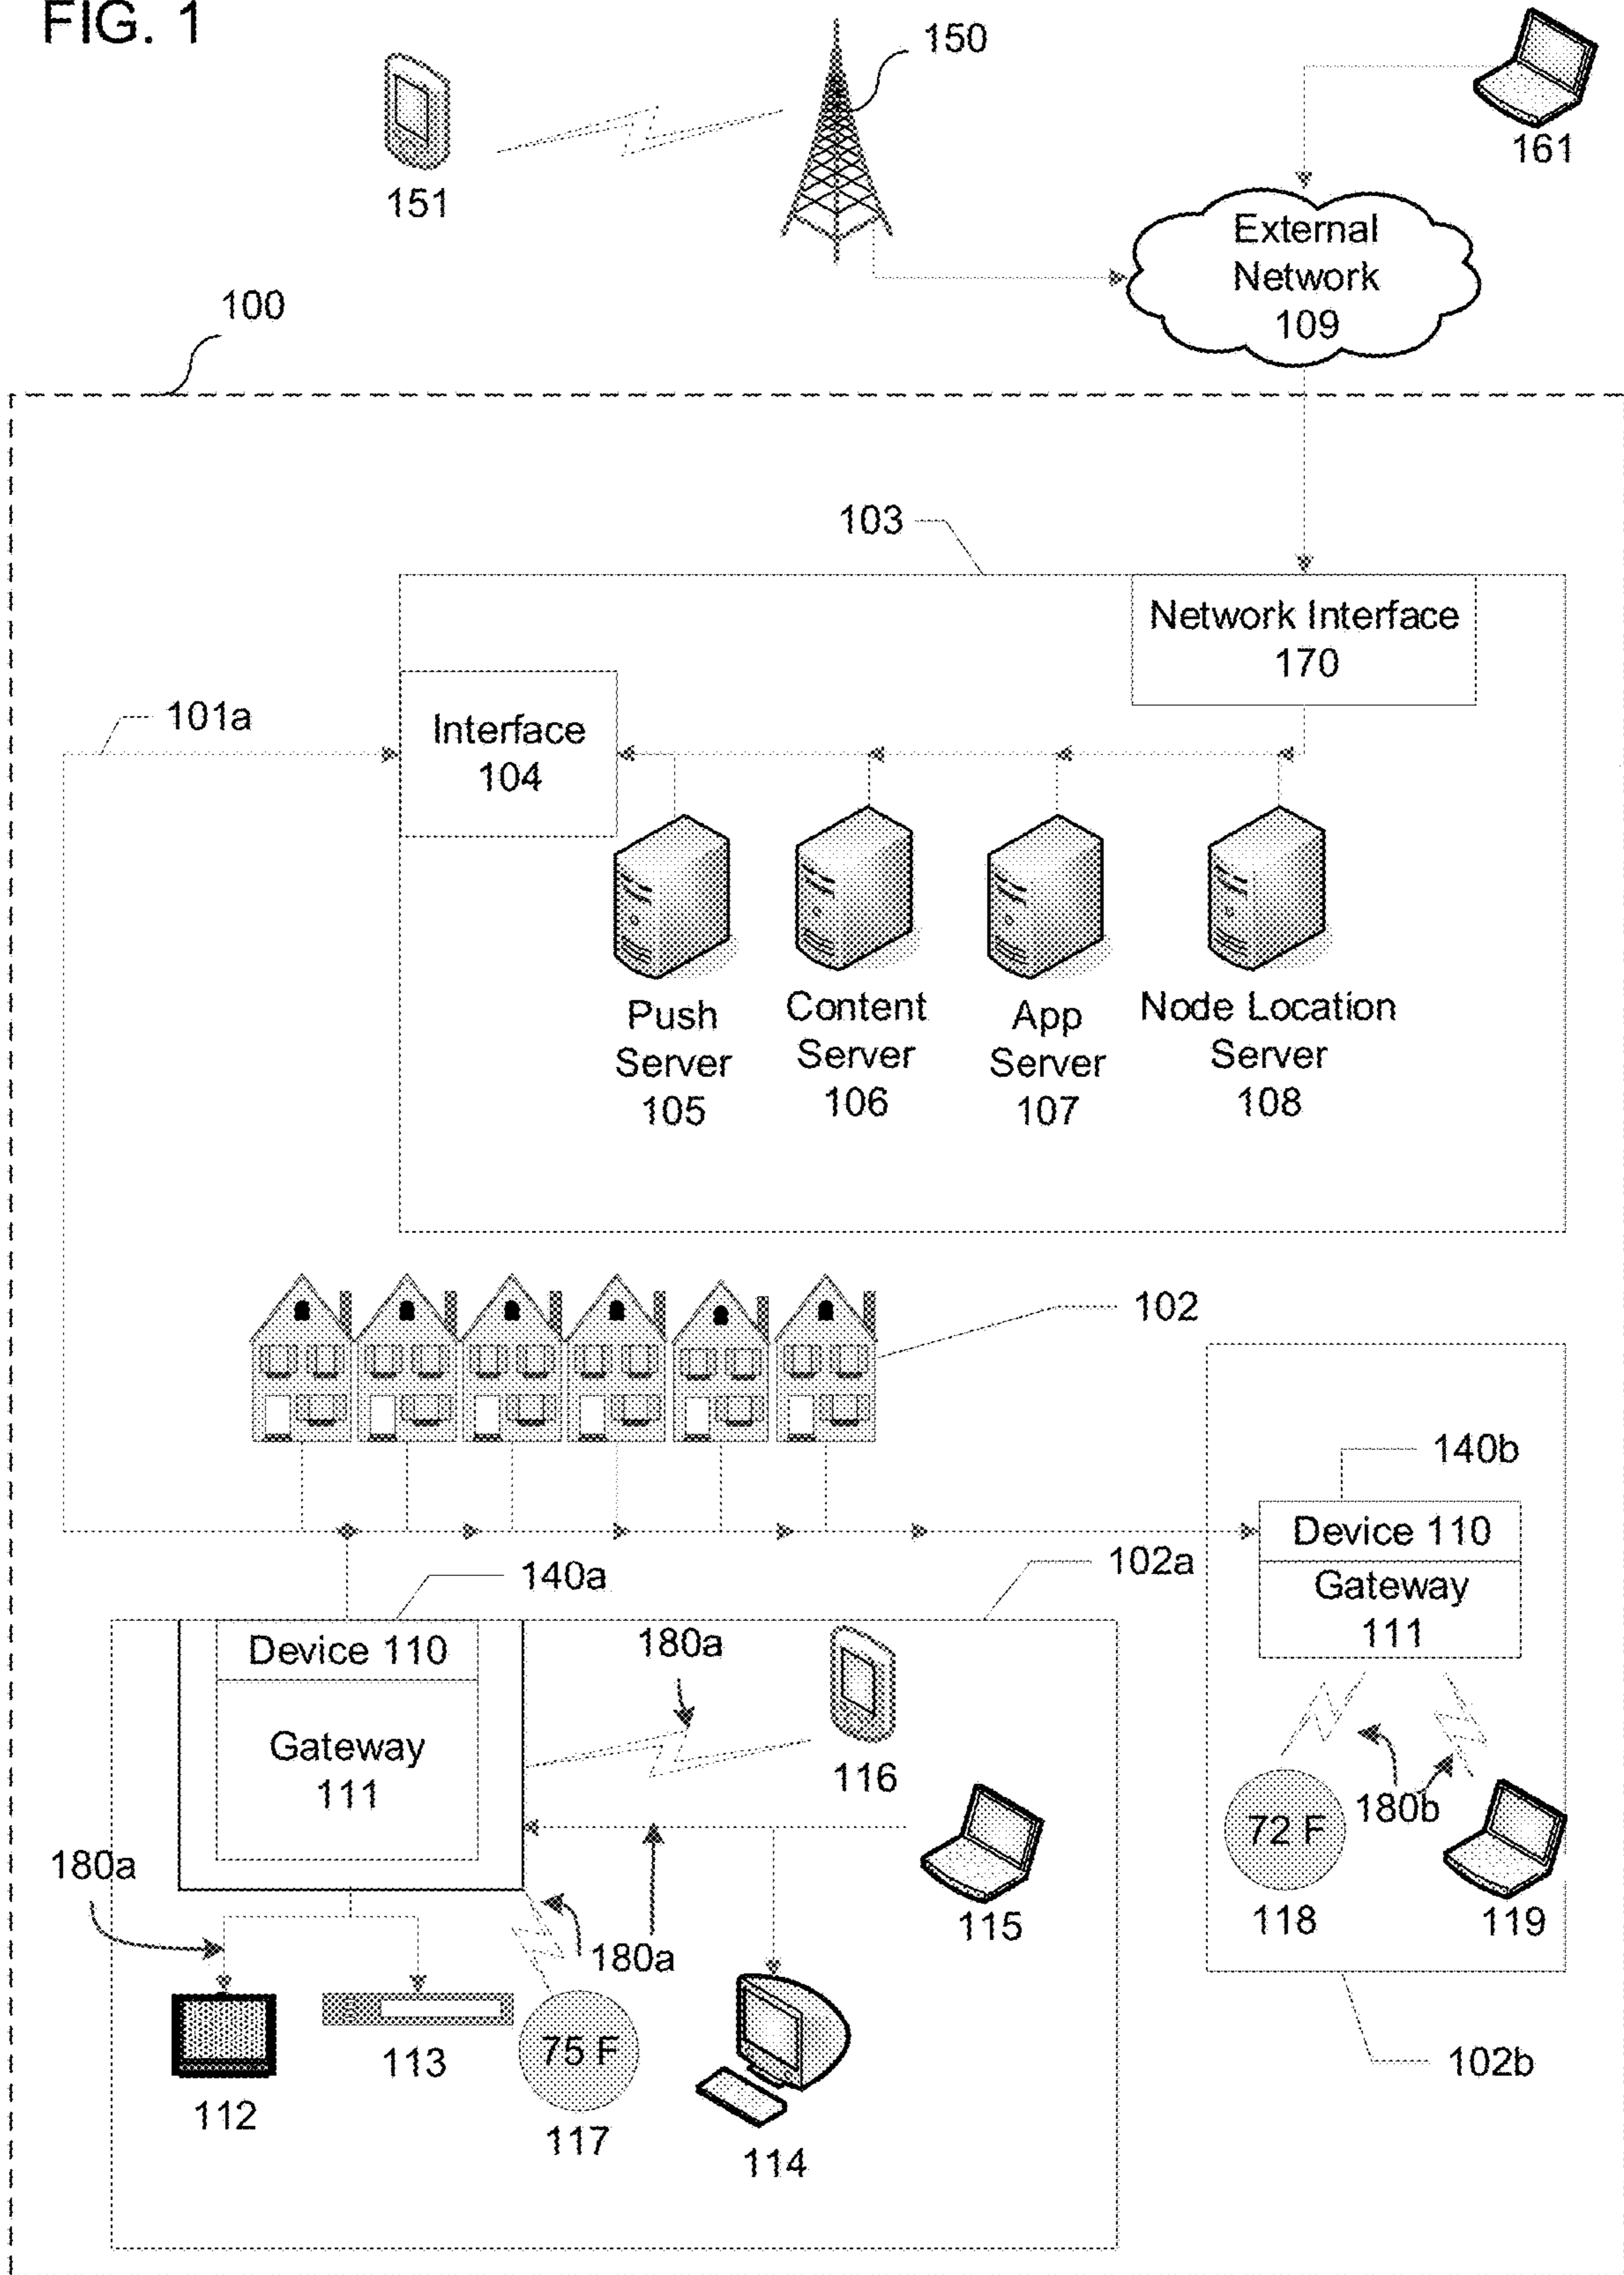 FIG. 1
150
151
161
External
Network
109
100
103
Network Interface
170
101a
Interface
104
Push
Server
105
Content
Server
106
App
Server
107
Node Location
Server
108
102
140b
Device 110
Gateway
111
140a
102a
Device 110
Gateway
111
180a
116
180a
180a
115
72 F
180b
118
119
112
113
75 F
117
114
102b